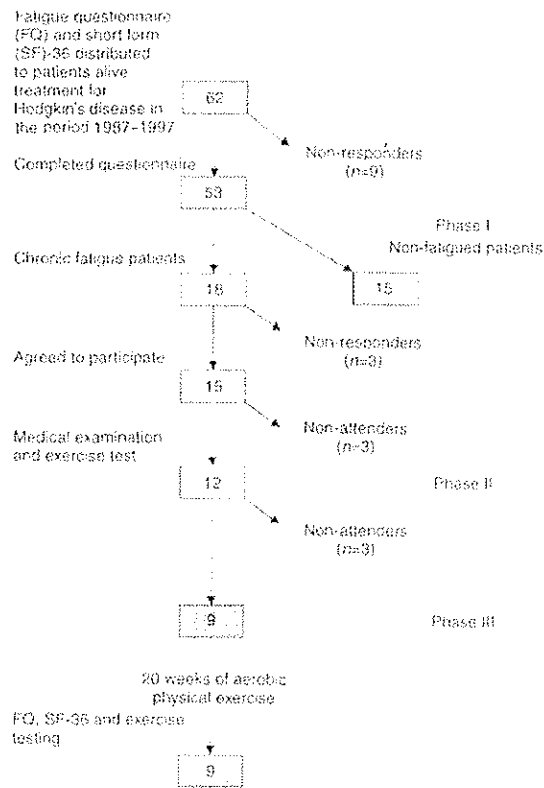 Fatigue questionnaire
(FQ) and short form
(SF)-36 distributed
to patients alive
treatment for
Hodgkin's disease in
the period 1987–1997
62
Non-responders
(n=9)
Completed questionnaire
53
Phase I
Non-fatigued patients
Chronic fatigue patients
18
15
Non-responders
(n=3)
Agreed to participate
15
Non-attenders
(n=3)
Medical examination
and exercise test
12
Phase II
Non-attenders
(n=3)
9
Phase III
20 weeks of aerobic
physical exercise
FQ, SF-36 and exercise
testing
9